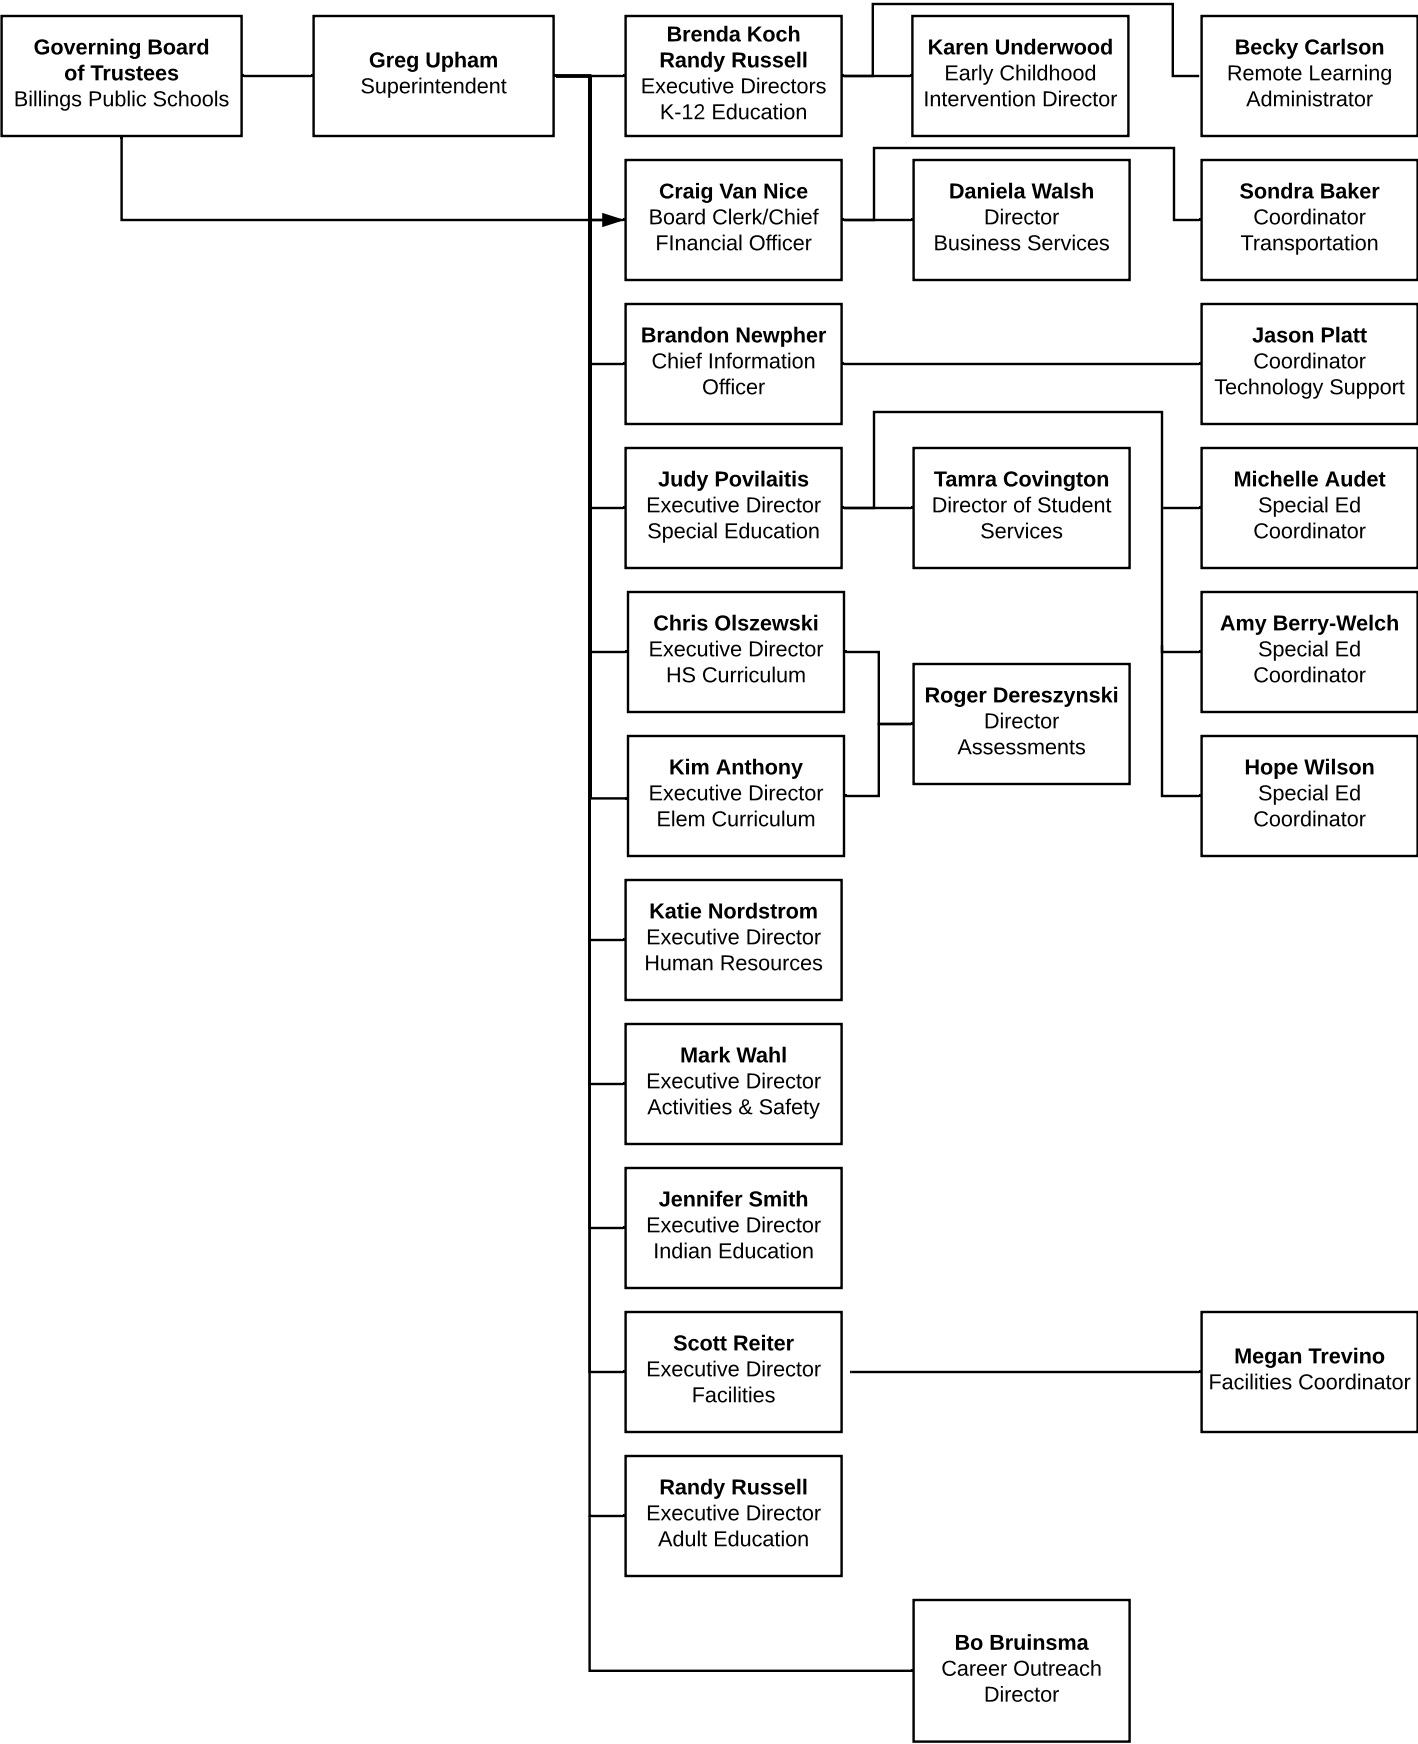 Governing Board
of Trustees
Billings Public Schools
Greg Upham
Superintendent
Brenda Koch
Randy Russell
Executive Directors
K-12 Education
Karen Underwood
Early Childhood
Intervention Director
Becky Carlson
Remote Learning
Administrator
Craig Van Nice
Board Clerk/Chief
FInancial Officer
Daniela Walsh
Director
Business Services
Sondra Baker
Coordinator
Transportation
Brandon Newpher
Chief Information
Officer
Jason Platt
Coordinator
Technology Support
Judy Povilaitis
Executive Director
Special Education
Tamra Covington
Director of Student
Services
Michelle Audet
Special Ed
Coordinator
Chris Olszewski
Executive Director
HS Curriculum
Amy Berry-Welch
Special Ed
Coordinator
Roger Dereszynski
Director
Assessments
Kim Anthony
Executive Director
Elem Curriculum
Hope Wilson
Special Ed
Coordinator
Katie Nordstrom
Executive Director
Human Resources
Mark Wahl
Executive Director
Activities & Safety
Jennifer Smith
Executive Director
Indian Education
Scott Reiter
Executive Director
Facilities
Megan Trevino
Facilities Coordinator
Randy Russell
Executive Director
Adult Education
Bo Bruinsma
Career Outreach
Director